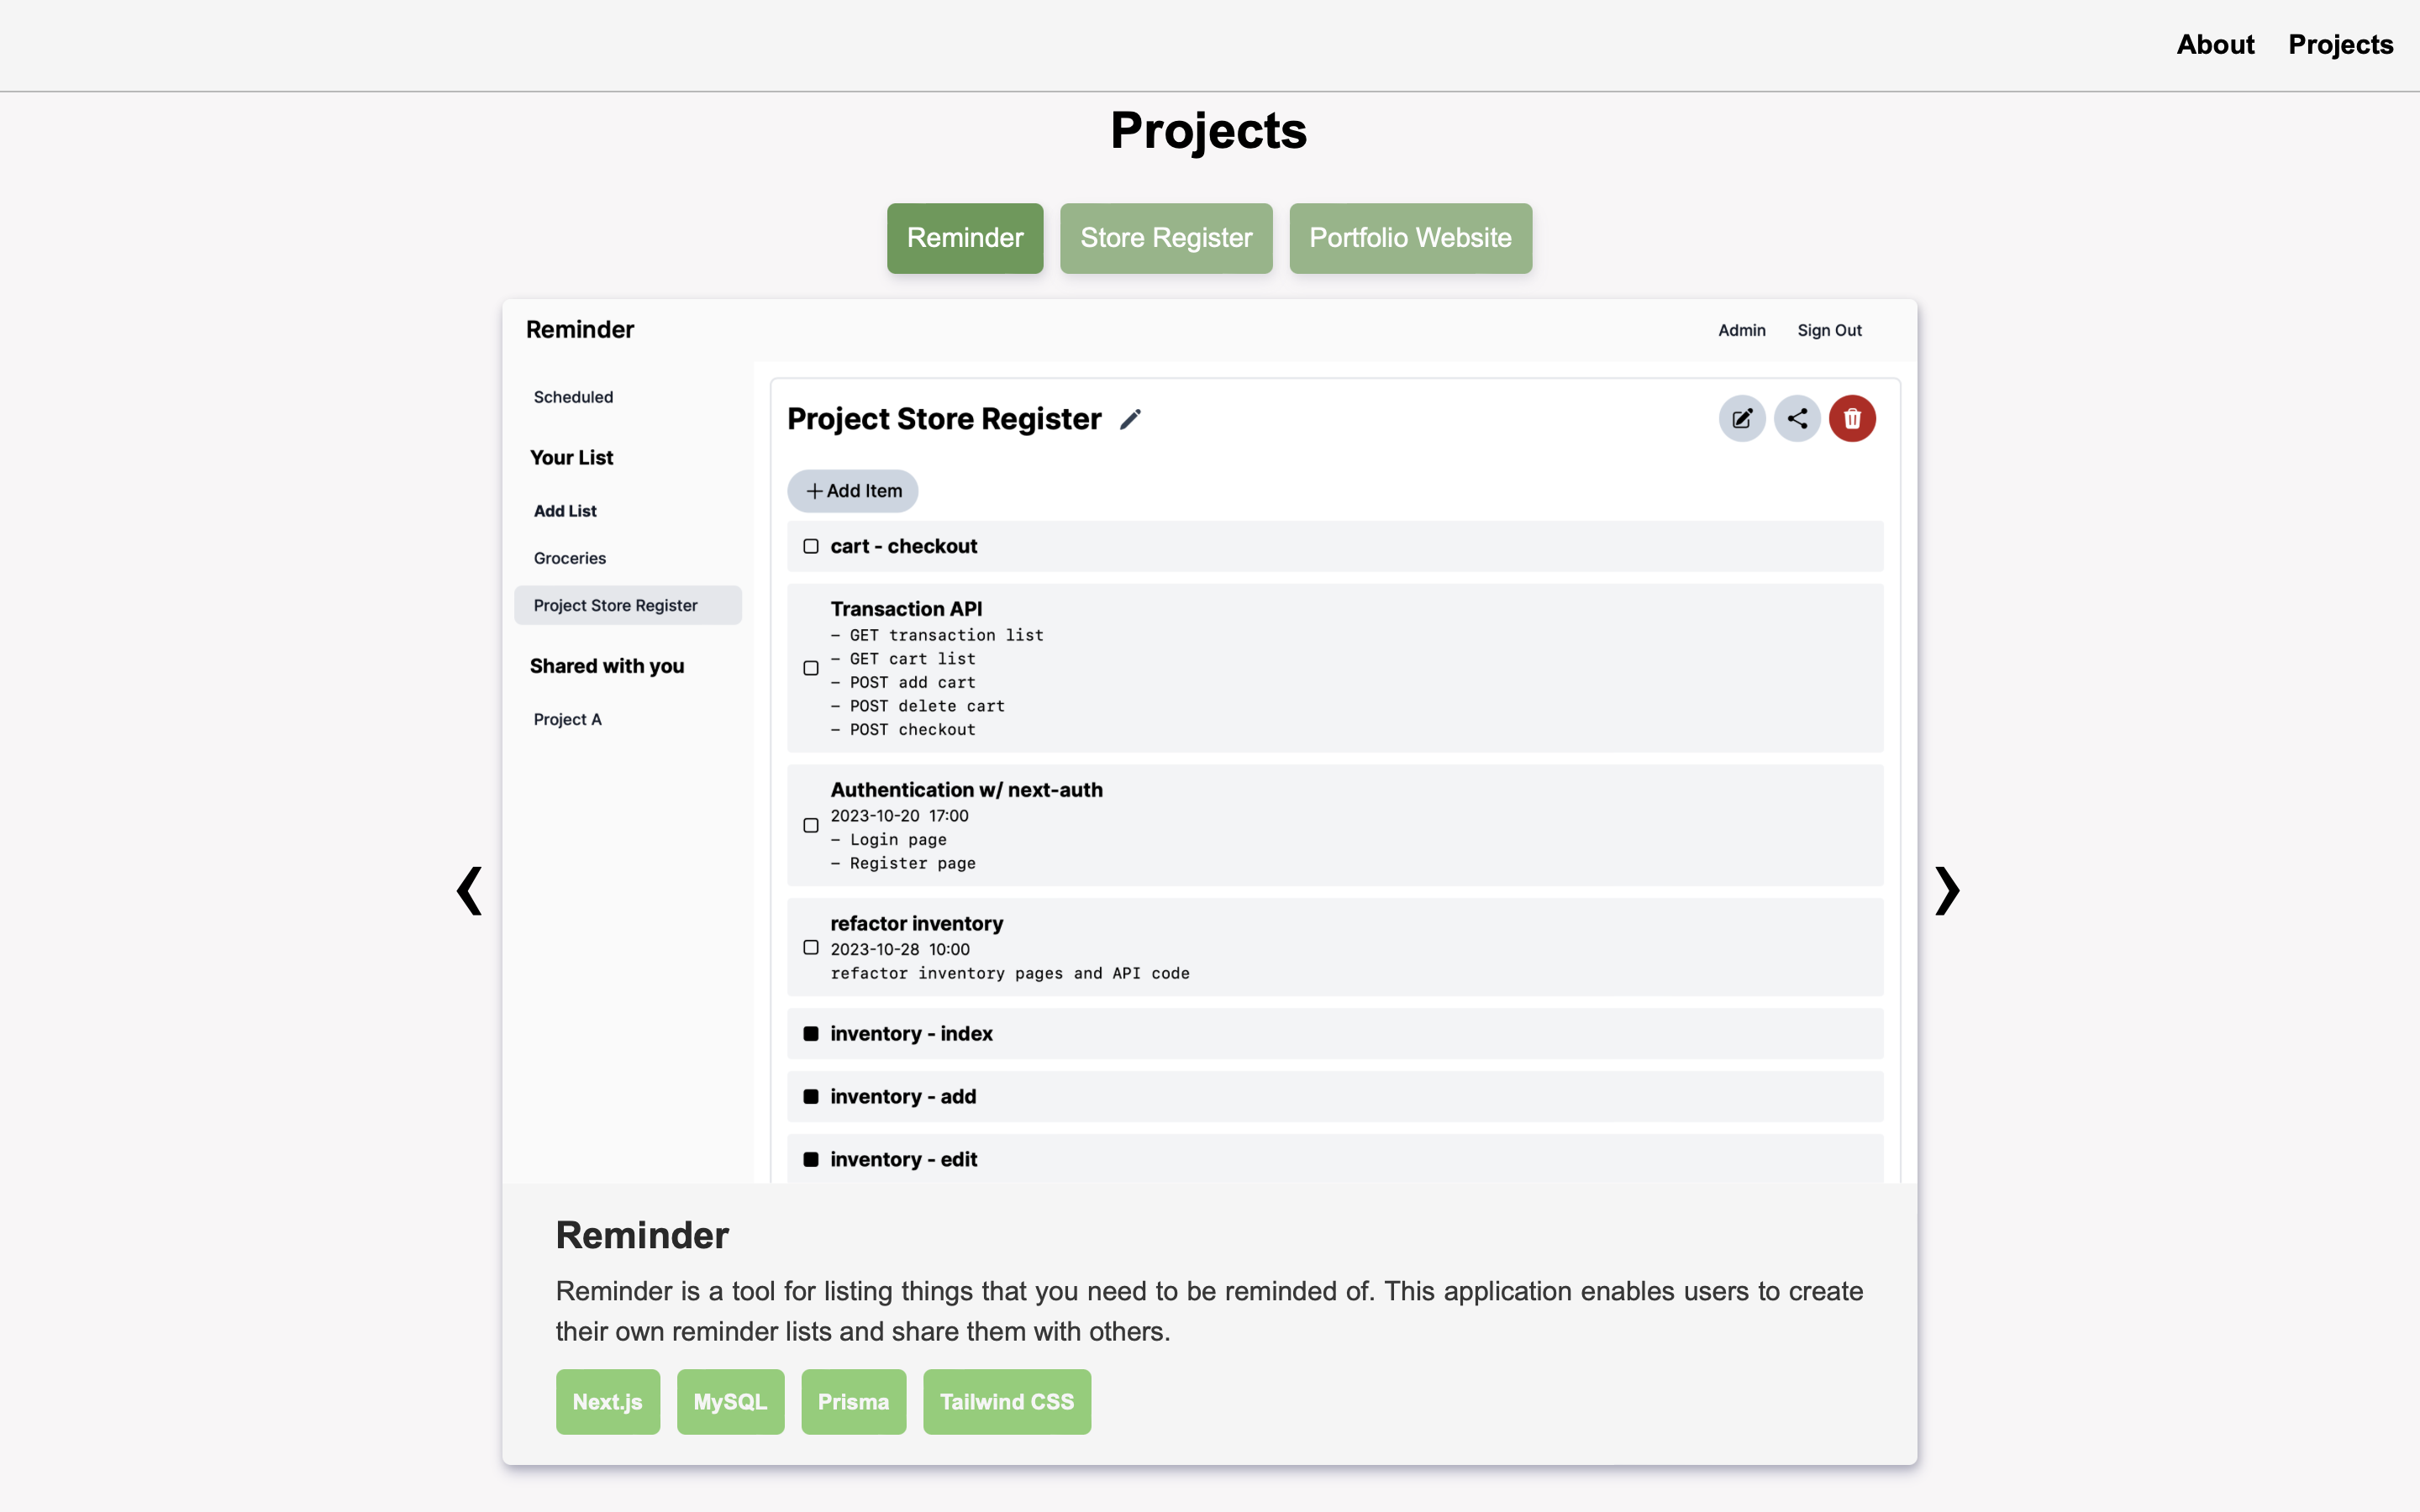 About Projects
Projects
Reminder Store Register Portfolio Website
Reminder Admin Sign Out
Scheduled
Your List
Add List
Groceries
Project Store Register
Shared with you
Project A
Project Store Register
+ Add Item
cart - checkout
Transaction API
- GET transaction list
- GET cart list
- POST add cart
- POST delete cart
- POST checkout
Authentication w/ next-auth
2023-10-20 17:00
- Login page
- Register page
refactor inventory
2023-10-28 10:00
refactor inventory pages and API code
inventory - index
inventory - add
inventory - edit
Reminder
Reminder is a tool for listing things that you need to be reminded of. This application enables users to create
their own reminder lists and share them with others.
Next.js MySQL Prisma Tailwind CSS